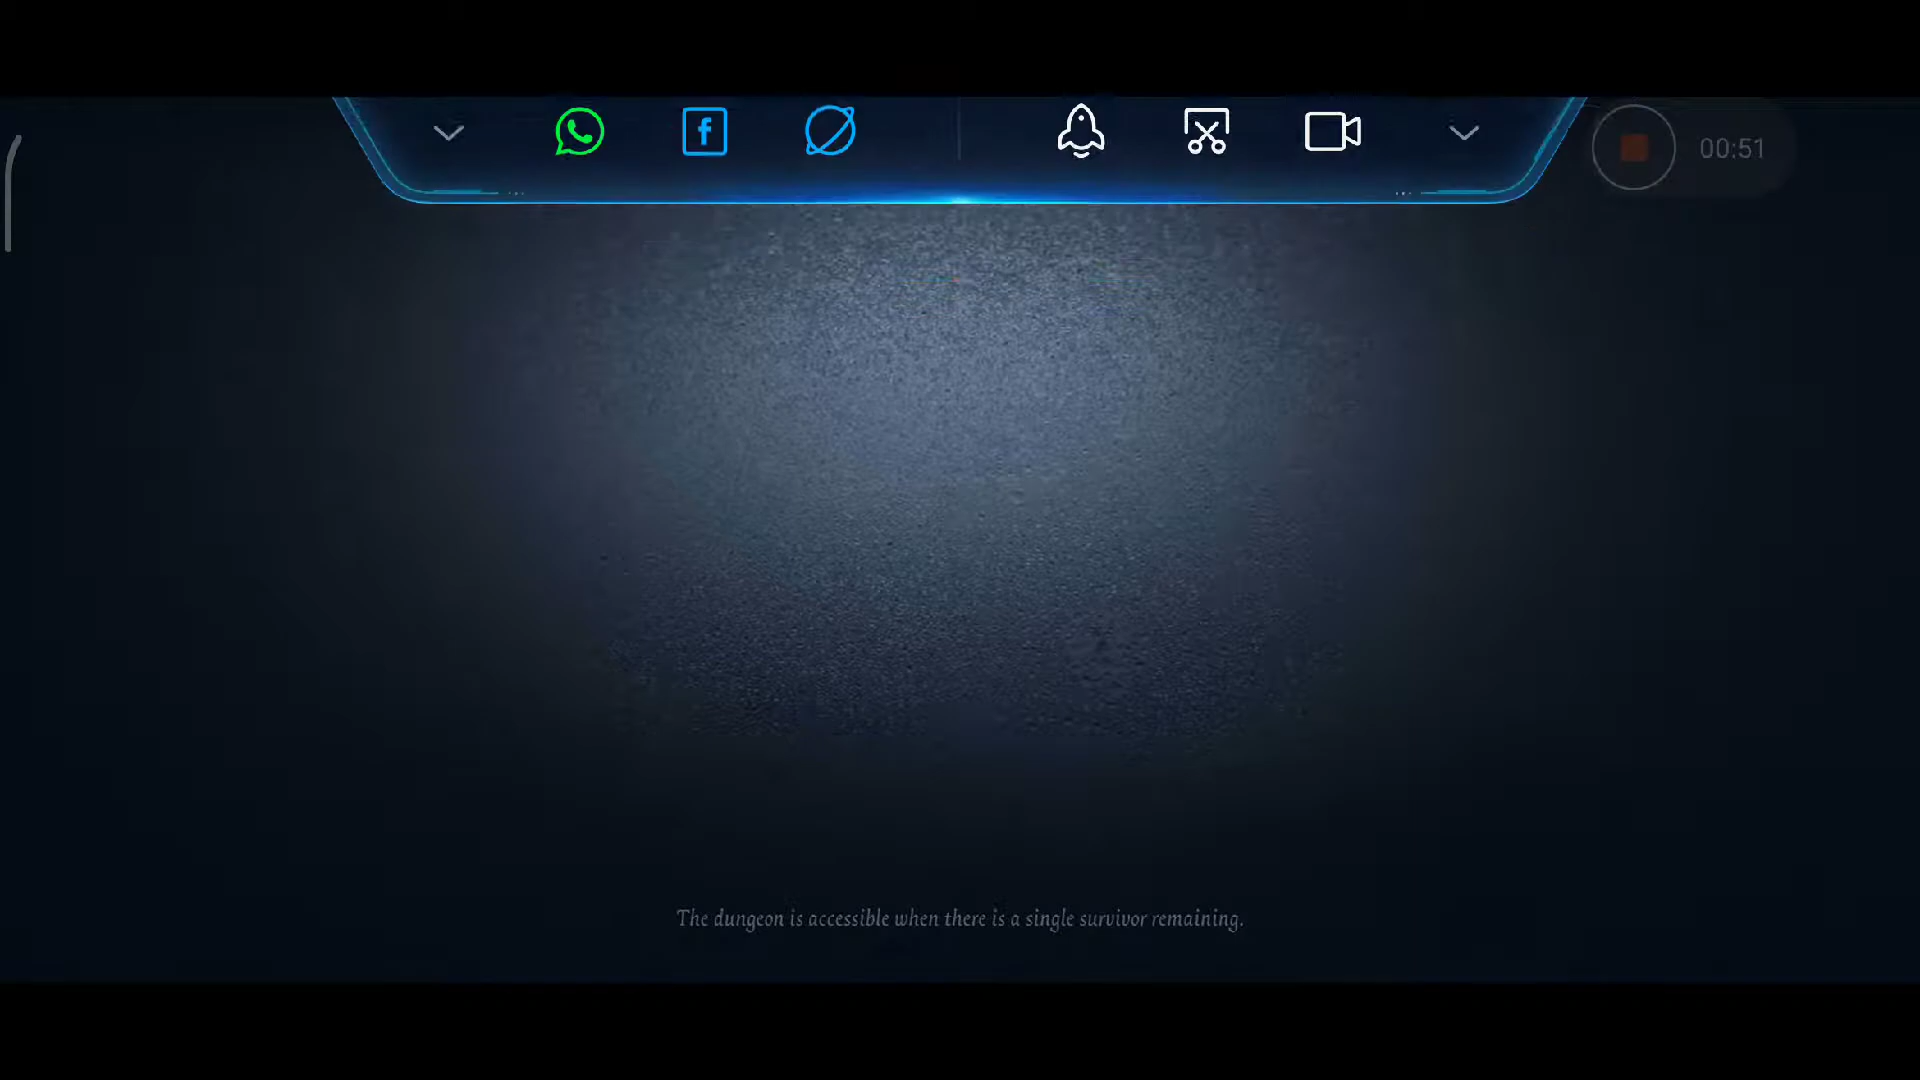 00:51
The dungeon is accessible when there is a single survivor remaining.